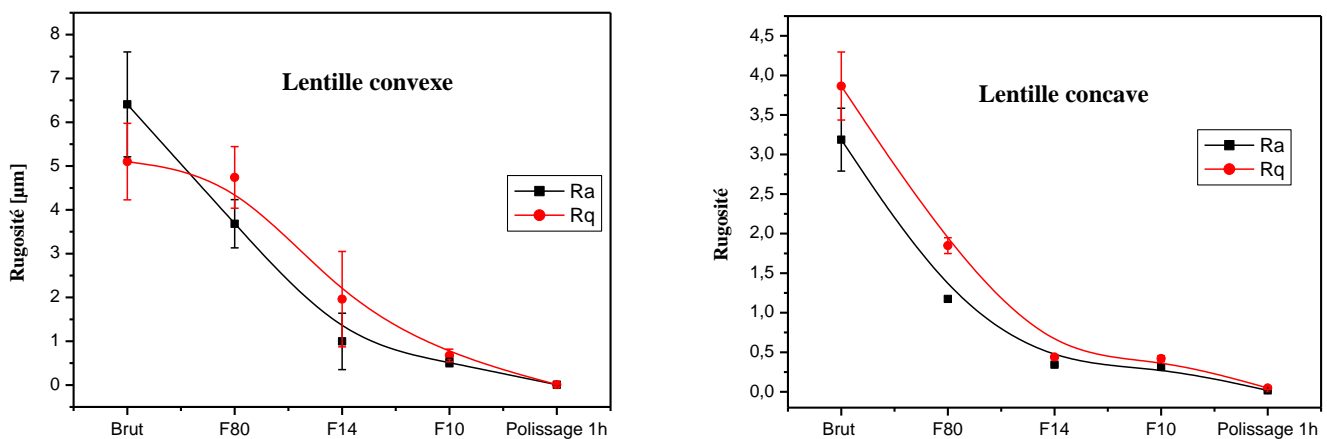 8
7
6
5
4
3
2
1
0
Rugosité [µm]
Lentille convexe
Ra
Rq
Brut F80 F14 F10 Polissage 1h
4,5
4,0
3,5
3,0
2,5
2,0
1,5
1,0
0,5
0,0
Rugosité
Lentille concave
Ra
Rq
Brut F80 F14 F10 Polissage 1h